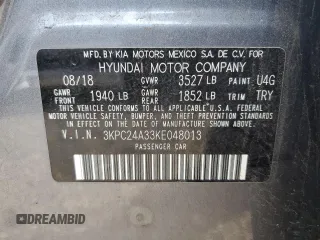 MFD. BY KIA MOTORS MEXICO S.A. DE C.V. FOR
HYUNDAI MOTOR COMPANY
08/18 GVWR 3527 LB PAINT U4G
GAWR FRONT 1940 LB GAWR REAR 1852 LB TRIM TRY
THIS VEHICLE CONFORMS TO ALL APPLICABLE U.S. FEDERAL
MOTOR VEHICLE SAFETY, BUMPER, AND THEFT PREVENTION STANDARDS
IN EFFECT ON THE DATE OF MANUFACTURE SHOWN ABOVE.
V.I.N. 3KPC24A33KE048013
PASSENGER CAR
@DREAMBID